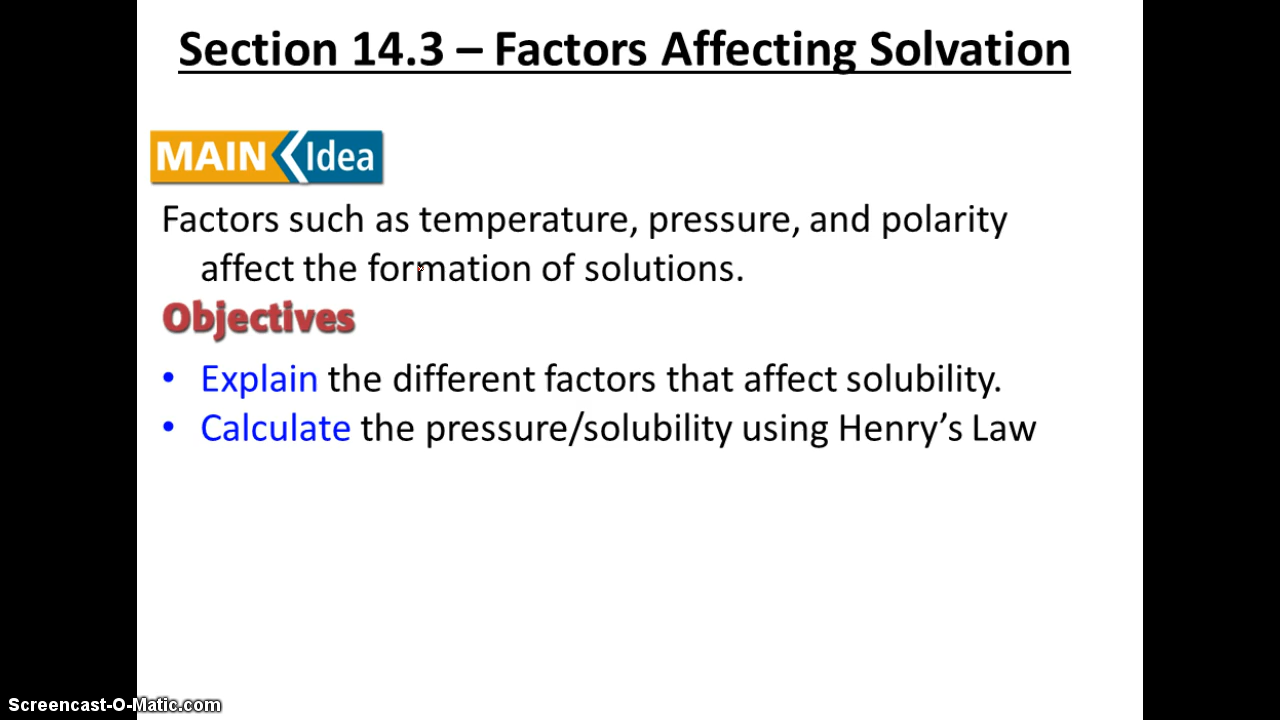 Section 14.3 – Factors Affecting Solvation
MAIN Idea
Factors such as temperature, pressure, and polarity
affect the formation of solutions.
Objectives
• Explain the different factors that affect solubility.
• Calculate the pressure/solubility using Henry’s Law
Screencast-O-Matic.com